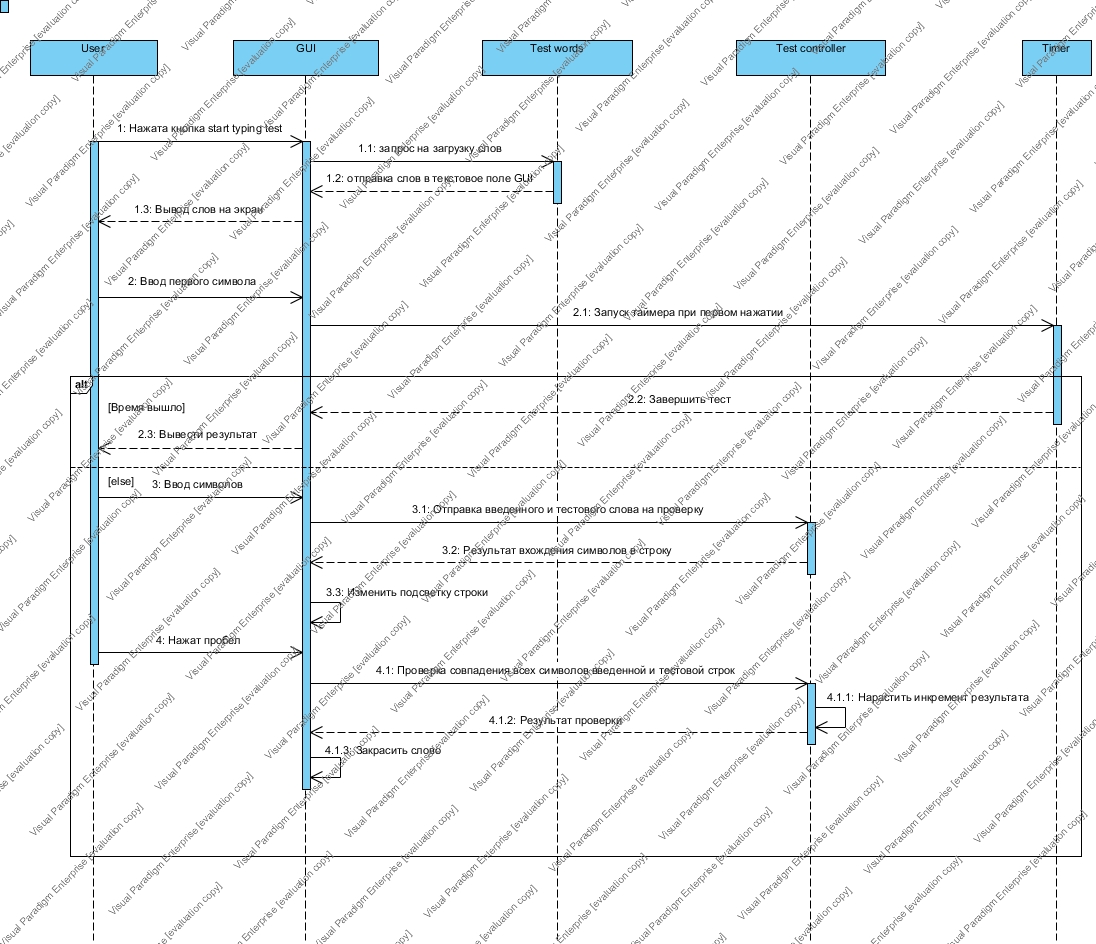 User
GUI
Test words
Test controller
Timer
1: Нажата кнопка start typing test
1.1: запрос на загрузку слов
1.2: отправка слов в текстовое поле GUI
1.3: Вывод слов на экран
2: Ввод первого символа
2.1: Запуск таймера при первом нажатии
alt
[Время вышло]
2.2: Завершить тест
2.3: Вывести результат
[else]
3: Ввод символов
3.1: Отправка введенного и тестового слова на проверку
3.2: Результат вхождения символов в строку
3.3: Изменить подсветку строки
4: Нажат пробел
4.1: Проверка совпадения всех символов введенной и тестовой строк
4.1.1: Нарастить инкремент результата
4.1.2: Результат проверки
4.1.3: Закрасить слово
Visual Paradigm Enterprise [evaluation copy]